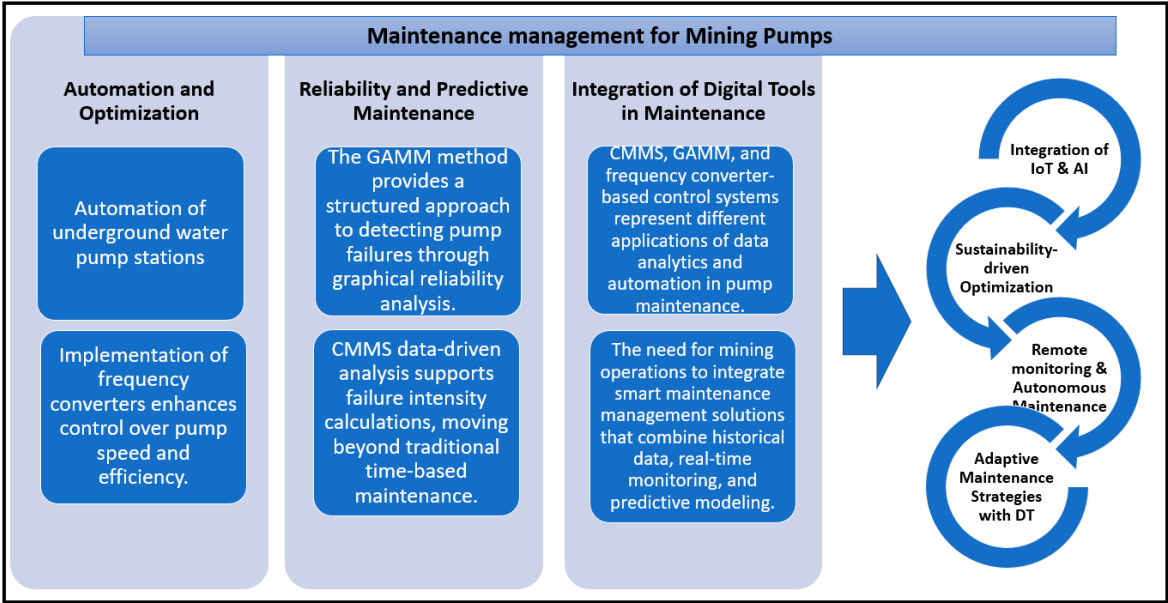 Maintenance management for Mining Pumps
Automation and
Optimization
Automation of
underground water
pump stations
Implementation of
frequency
converters enhances
control over pump
speed and
efficiency.
Reliability and Predictive
Maintenance
The GAMM method
provides a
structured approach
to detecting pump
failures through
graphical reliability
analysis.
CMMS data-driven
analysis supports
failure intensity
calculations, moving
beyond traditional
time-based
maintenance.
Integration of Digital Tools
in Maintenance
CMMS, GAMM, and
frequency converter-
based control systems
represent different
applications of data
analytics and
automation in pump
maintenance.
The need for mining
operations to integrate
smart maintenance
management solutions
that combine historical
data, real-time
monitoring, and
predictive modeling.
Integration of
IoT & AI
Sustainability-
driven
Optimization
Remote
monitoring &
Autonomous
Maintenance
Adaptive
Maintenance
Strategies
with DT